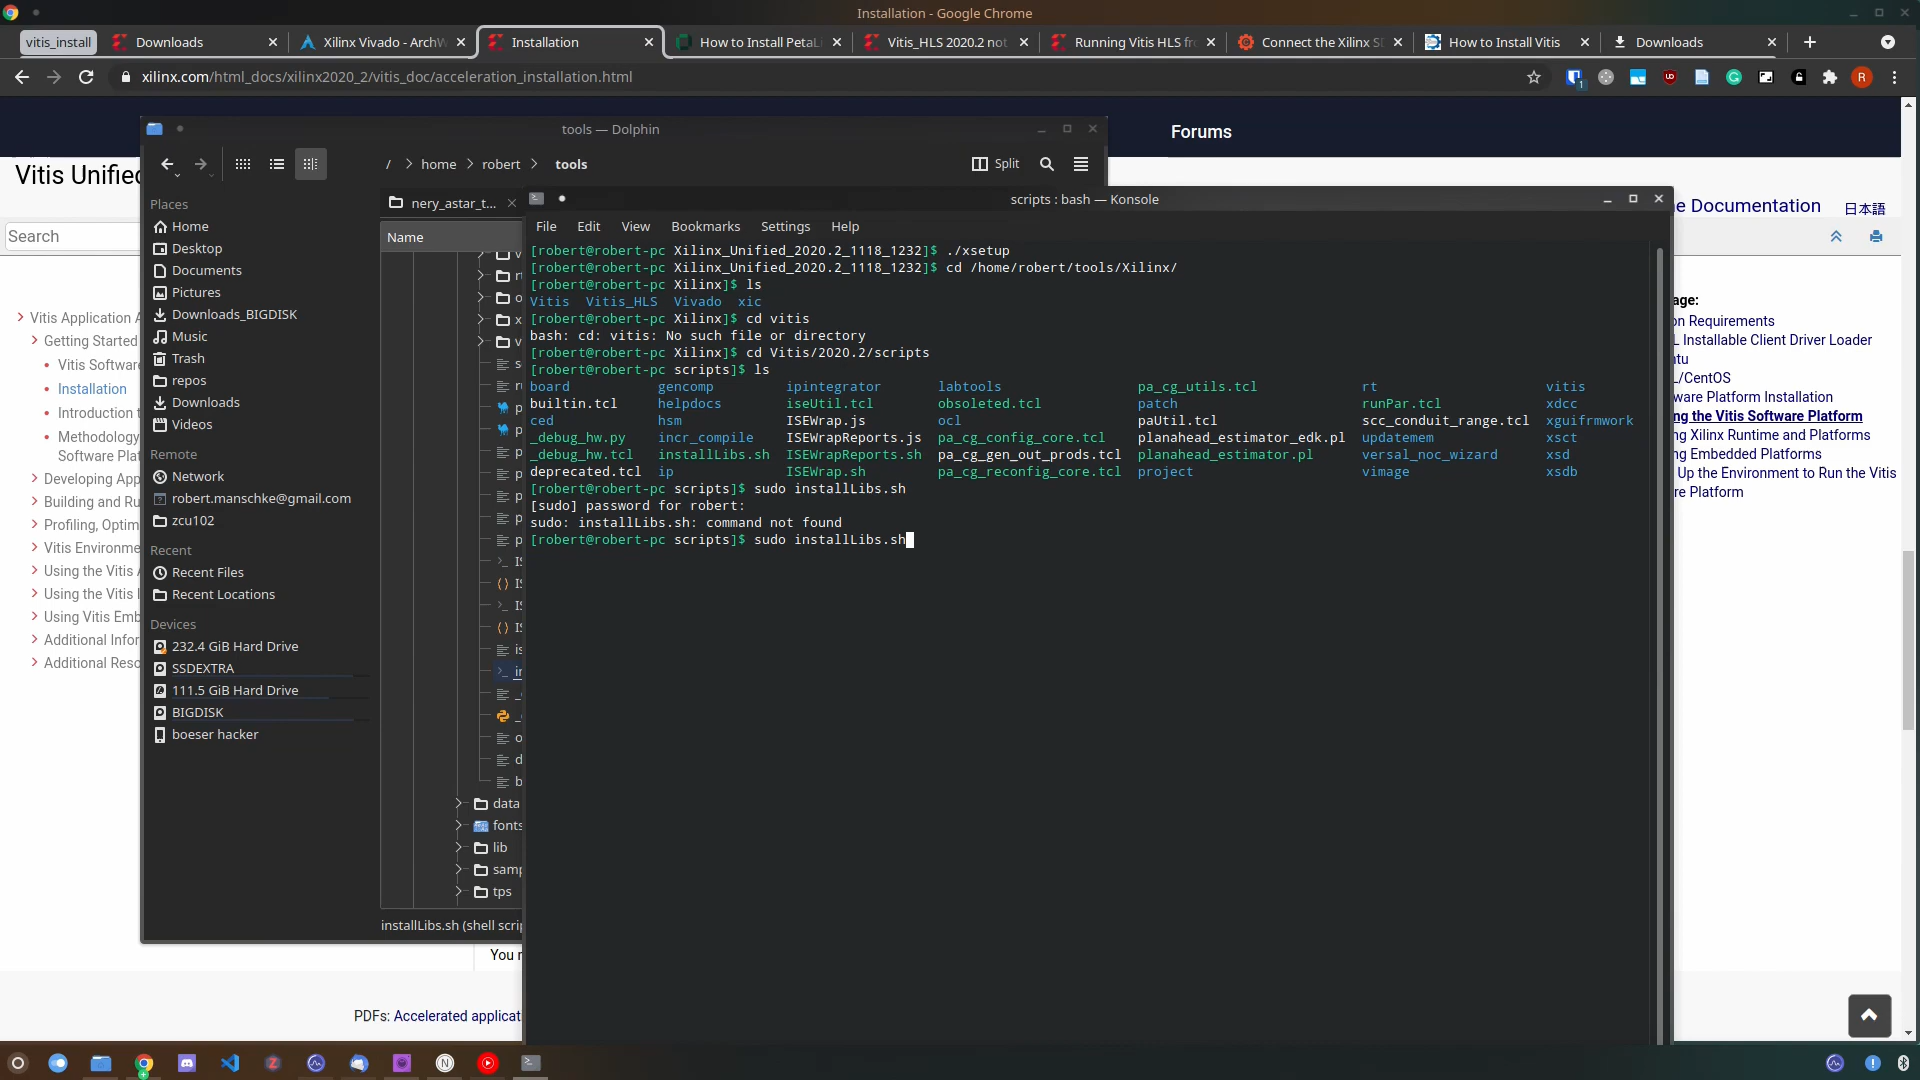 Installation - Google Chrome
vitis_install
Downloads
Xilinx Vivado - ArchW
Installation
How to Install PetaL
Vitis_HLS 2020.2 not
Running Vitis HLS fr
Connect the Xilinx S
How to Install Vitis
Downloads
xilinx.com/html_docs/xilinx2020_2/vitis_doc/acceleration_installation.html
Forums
Vitis Unified
Search
Vitis Application A
Getting Started
Vitis Softwar
Installation
Introduction t
Methodology
Software Plat
Developing App
Building and Ru
Profiling, Optim
Vitis Environme
Using the Vitis A
Using the Vitis I
Using Vitis Emb
Additional Infor
Additional Reso
tools — Dolphin
/ > home > robert > tools
Split
Places
Home
Desktop
Documents
Pictures
Downloads_BIGDISK
Music
Trash
repos
Downloads
Videos
Remote
Network
robert.manschke@gmail.com
zcu102
Recent
Recent Files
Recent Locations
Devices
232.4 GiB Hard Drive
SSDEXTRA
111.5 GiB Hard Drive
BIGDISK
boeser hacker
nery_astar_t...
Name
data
fonts
lib
samp
tps
installLibs.sh (shell scrip
scripts : bash — Konsole
File Edit View Bookmarks Settings Help
[robert@robert-pc Xilinx_Unified_2020.2_1118_1232]$ ./xsetup
[robert@robert-pc Xilinx_Unified_2020.2_1118_1232]$ cd /home/robert/tools/Xilinx/
[robert@robert-pc Xilinx]$ ls
Vitis Vitis_HLS Vivado xic
[robert@robert-pc Xilinx]$ cd vitis
bash: cd: vitis: No such file or directory
[robert@robert-pc Xilinx]$ cd Vitis/2020.2/scripts
[robert@robert-pc scripts]$ ls
board gencomp ipintegrator labtools pa_cg_utils.tcl rt vitis
builtin.tcl helpdocs iseUtil.tcl obsoleted.tcl patch runPar.tcl xdcc
ced hsm ISEWrap.js ocl paUtil.tcl scc_conduit_range.tcl xguifrmwork
_debug_hw.py incr_compile ISEWrapReports.js pa_cg_config_core.tcl planahead_estimator_edk.pl updatemem xsct
_debug_hw.tcl installLibs.sh ISEWrapReports.sh pa_cg_gen_out_prods.tcl planahead_estimator.pl versal_noc_wizard xsd
deprecated.tcl ip ISEWrap.sh pa_cg_reconfig_core.tcl project vimage xsdb
[robert@robert-pc scripts]$ sudo installLibs.sh
[sudo] password for robert:
sudo: installLibs.sh: command not found
[robert@robert-pc scripts]$ sudo installLibs.sh
e Documentation
日本語
age:
on Requirements
L Installable Client Driver Loader
ntu
L/CentOS
ware Platform Installation
ng the Vitis Software Platform
ng Xilinx Runtime and Platforms
ng Embedded Platforms
Up the Environment to Run the Vitis
re Platform
You
PDFs: Accelerated applicat